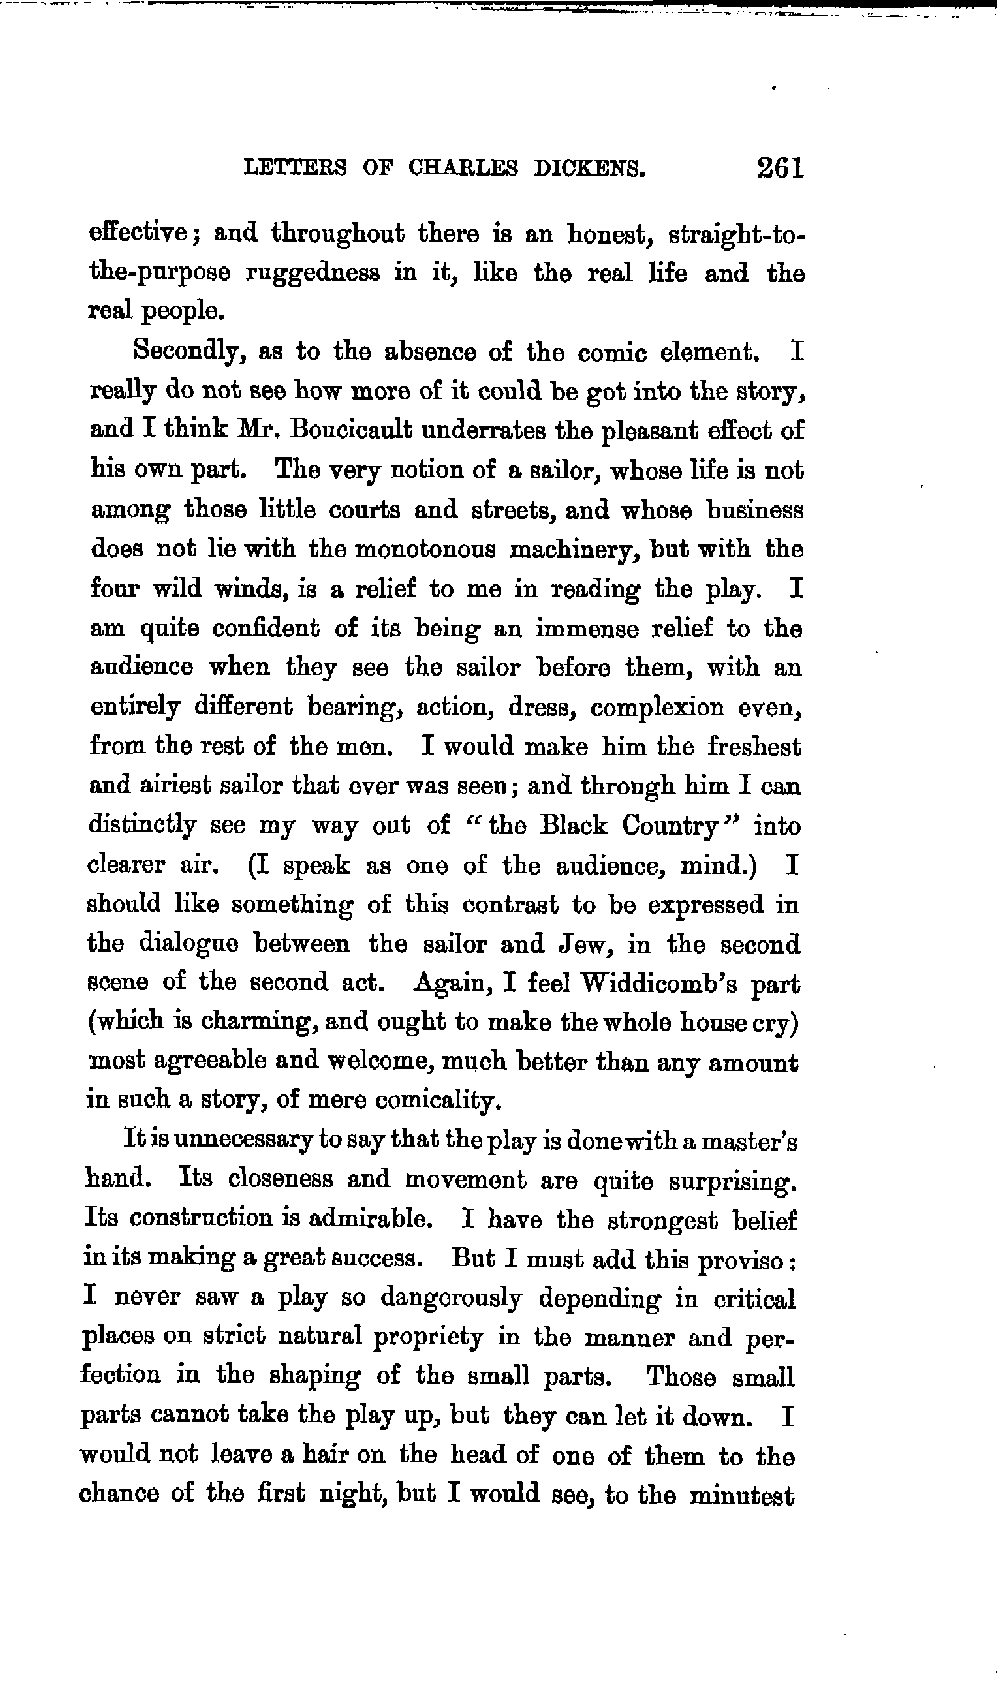 LETTERS OF CHARLES DICKENS. 261
effective; and throughout there is an honest, straight-to-
the-purpose ruggedness in it, like the real life and the
real people.
Secondly, as to the absence of the comic element. I
really do not see how more of it could be got into the story,
and I think Mr. Boucicault underrates the pleasant effect of
his own part. The very notion of a sailor, whose life is not
among those little courts and streets, and whose business
does not lie with the monotonous machinery, but with the
four wild winds, is a relief to me in reading the play. I
am quite confident of its being an immense relief to the
audience when they see the sailor before them, with an
entirely different bearing, action, dress, complexion even,
from the rest of the men. I would make him the freshest
and airiest sailor that ever was seen; and through him I can
distinctly see my way out of “the Black Country” into
clearer air. (I speak as one of the audience, mind.) I
should like something of this contrast to be expressed in
the dialogue between the sailor and Jew, in the second
scene of the second act. Again, I feel Widdicomb's part
(which is charming, and ought to make the whole house cry)
most agreeable and welcome, much better than any amount
in such a story, of mere comicality.
It is unnecessary to say that the play is done with a master's
hand. Its closeness and movement are quite surprising.
Its construction is admirable. I have the strongest belief
in its making a great success. But I must add this proviso:
I never saw a play so dangerously depending in critical
places on strict natural propriety in the manner and per-
fection in the shaping of the small parts. Those small
parts cannot take the play up, but they can let it down. I
would not leave a hair on the head of one of them to the
chance of the first night, but I would see, to the minutest